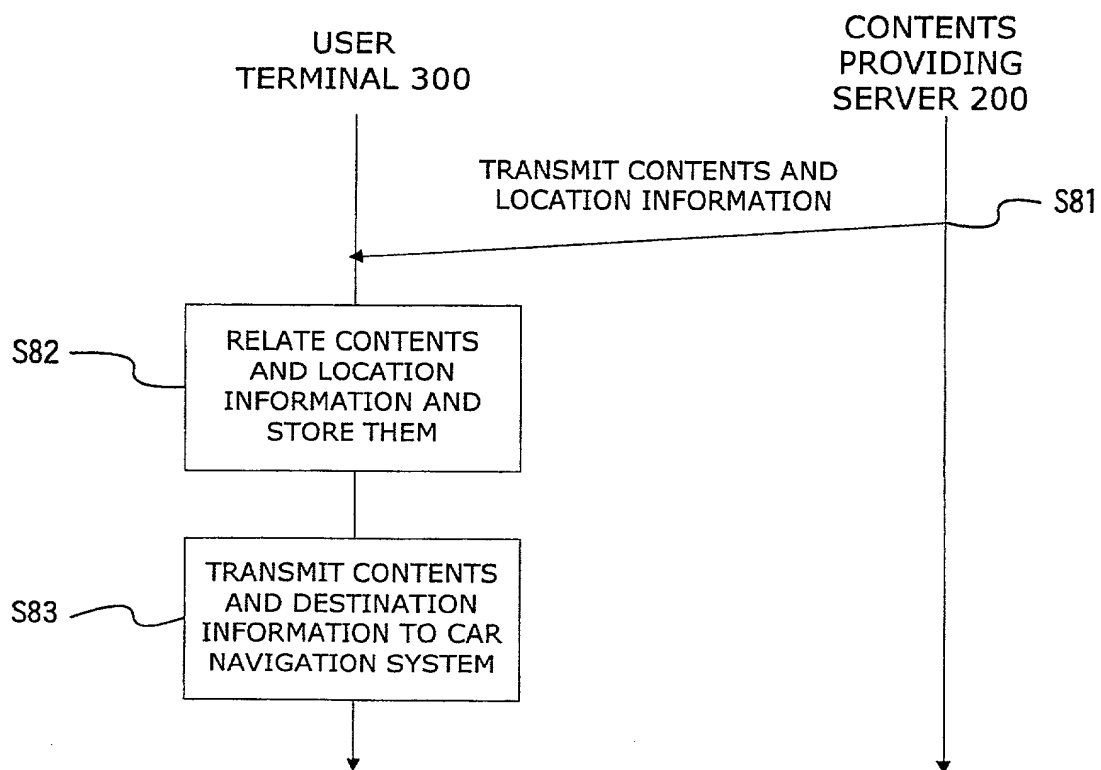 USER
TERMINAL 300
CONTENTS
PROVIDING
SERVER 200
TRANSMIT CONTENTS AND
LOCATION INFORMATION
S81
S82
RELATE CONTENTS
AND LOCATION
INFORMATION AND
STORE THEM
S83
TRANSMIT CONTENTS
AND DESTINATION
INFORMATION TO CAR
NAVIGATION SYSTEM